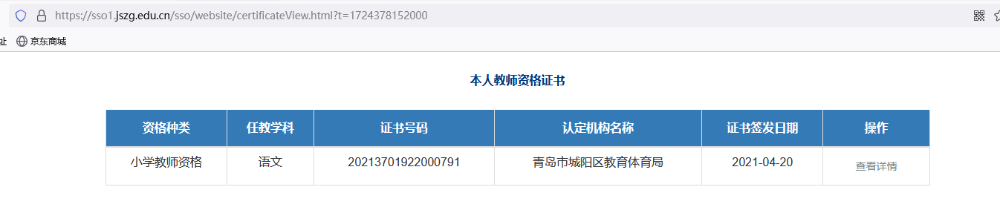 https://sso1.jszg.edu.cn/sso/website/certificateView.html?t=1724378152000
址 京东商城
本人教师资格证书
资格种类 任教学科 证书号码 认定机构名称 证书签发日期 操作
小学教师资格 语文 20213701922000791 青岛市城阳区教育体育局 2021-04-20 查看详情